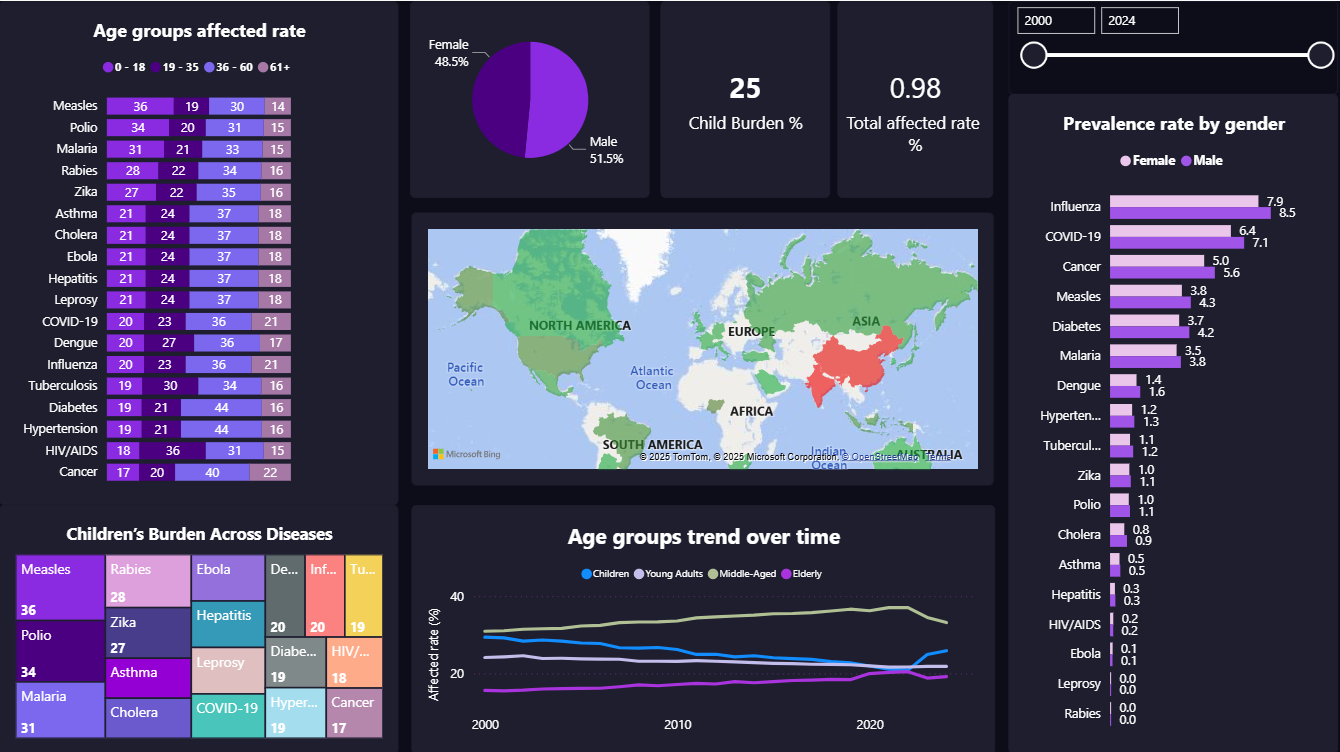 Age groups affected rate
0 - 18 19 - 35 36 - 60 61+
Measles 36 19 30 14
Polio 34 20 31 15
Malaria 31 21 33 15
Rabies 28 22 34 16
Zika 27 22 35 16
Asthma 21 24 37 18
Cholera 21 24 37 18
Ebola 21 24 37 18
Hepatitis 21 24 37 18
Leprosy 21 24 37 18
COVID-19 20 23 36 21
Dengue 20 27 36 17
Influenza 20 23 36 21
Tuberculosis 19 30 34 16
Diabetes 19 21 44 16
Hypertension 19 21 44 16
HIV/AIDS 18 36 31 15
Cancer 17 20 40 22
Female
48.5%
Male
51.5%
25
Child Burden %
0.98
Total affected rate
%
2000 2024
NORTH AMERICA
EUROPE
ASIA
Pacific
Ocean
Atlantic
Ocean
AFRICA
SOUTH AMERICA
Indian
Ocean
AUSTRALIA
Microsoft Bing
© 2025 TomTom, © 2025 Microsoft Corporation, © OpenStreetMap Terms
Prevalence rate by gender
Female Male
Influenza 7.9 8.5
COVID-19 6.4 7.1
Cancer 5.0 5.6
Measles 3.8 4.3
Diabetes 3.7 4.2
Malaria 3.5 3.8
Dengue 1.4 1.6
Hyperten... 1.2 1.3
Tubercul... 1.1 1.2
Zika 1.0 1.1
Polio 1.0 1.1
Cholera 0.8 0.9
Asthma 0.5 0.5
Hepatitis 0.3 0.3
HIV/AIDS 0.2 0.2
Ebola 0.1 0.1
Leprosy 0.0 0.0
Rabies 0.0 0.0
Children's Burden Across Diseases
Measles
36
Polio
34
Malaria
31
Rabies
28
Zika
27
Asthma
Cholera
Ebola
Hepatitis
Leprosy
COVID-19
De...
20
Inf...
20
Tu...
19
Diabe...
19
HIV/...
18
Hyper...
19
Cancer
17
Age groups trend over time
Children Young Adults Middle-Aged Elderly
Affected rate (%)
40
20
2000 2010 2020